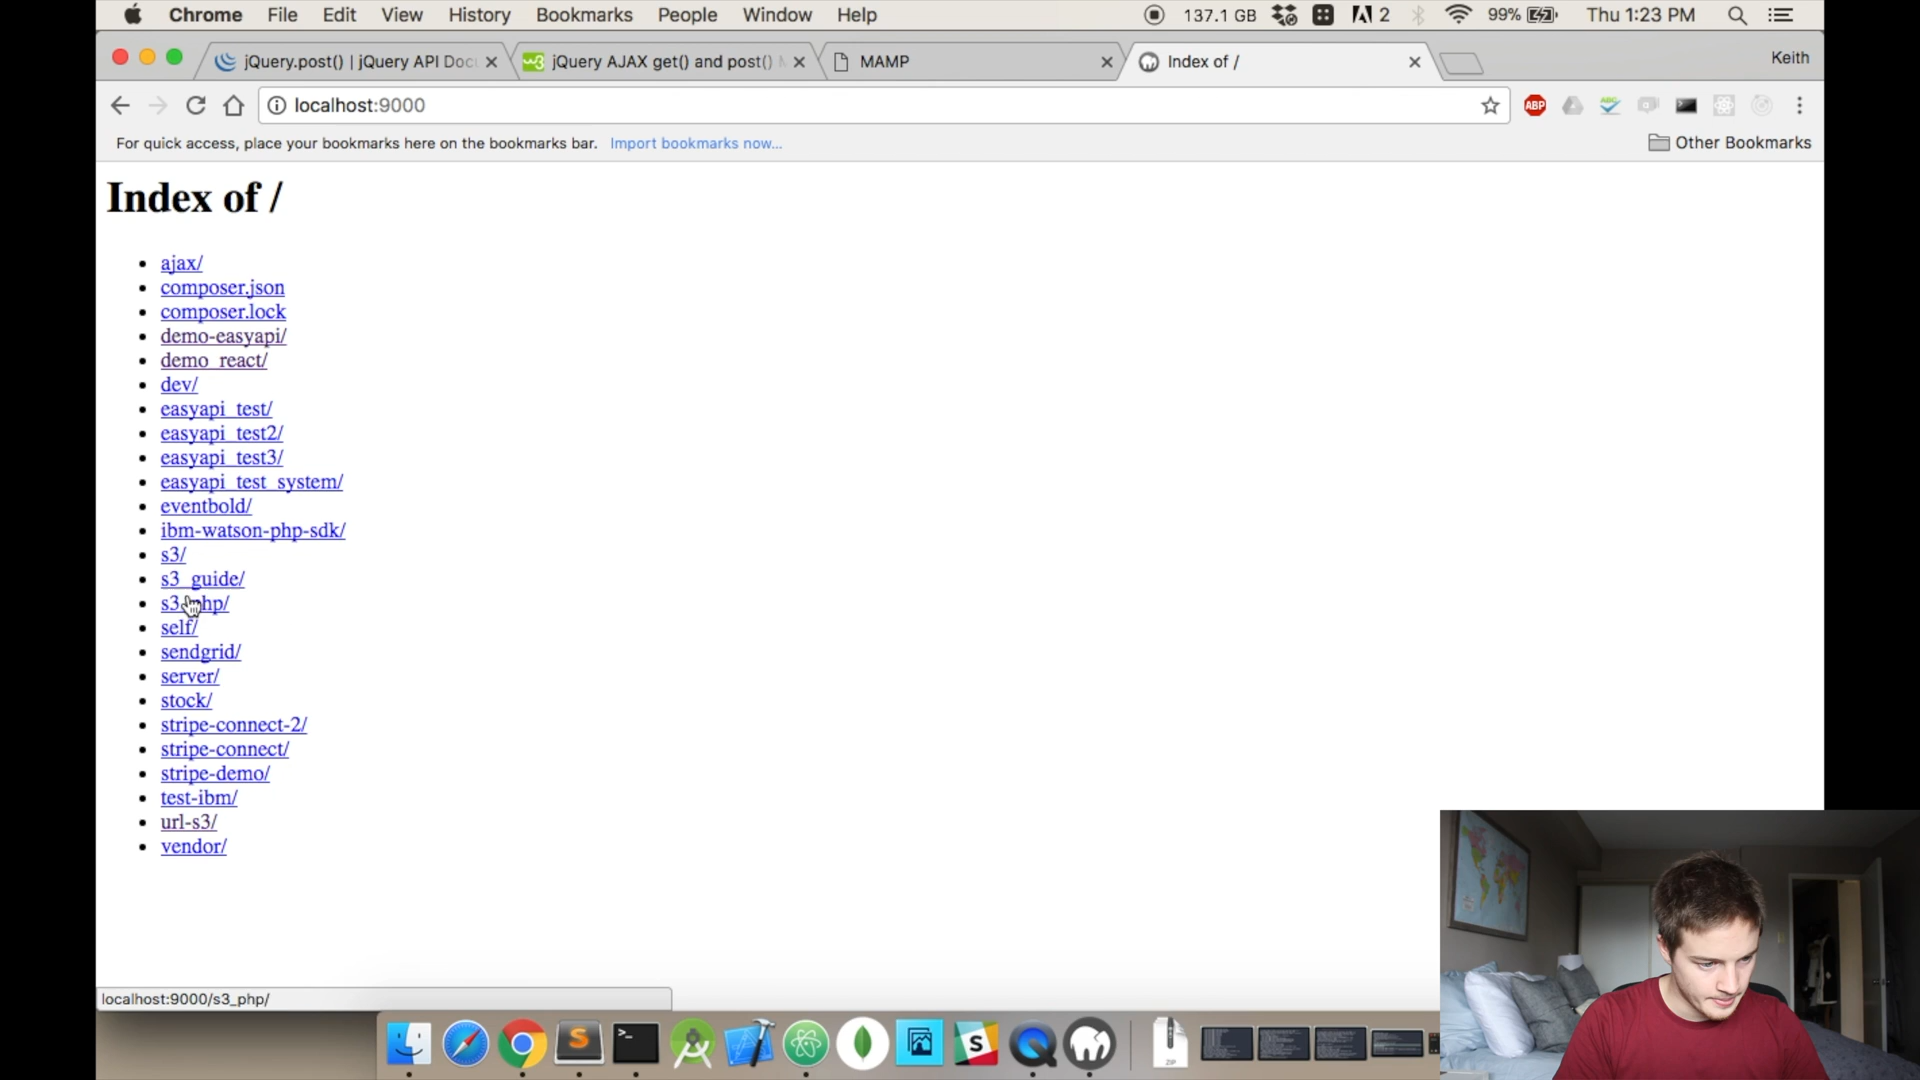 Chrome File Edit View History Bookmarks People Window Help 137.1 GB 2 99% Thu 1:23 PM
jQuery.post() | jQuery API Doc jQuery AJAX get() and post() MAMP Index of / Keith
localhost:9000 ABP
For quick access, place your bookmarks here on the bookmarks bar. Import bookmarks now... Other Bookmarks
Index of /
ajax/
composer.json
composer.lock
demo-easyapi/
demo_react/
dev/
easyapi_test/
easyapi_test2/
easyapi_test3/
easyapi_test_system/
eventbold/
ibm-watson-php-sdk/
s3/
s3_guide/
s3_php/
self/
sendgrid/
server/
stock/
stripe-connect-2/
stripe-connect/
stripe-demo/
test-ibm/
url-s3/
vendor/
localhost:9000/s3_php/
ZIP